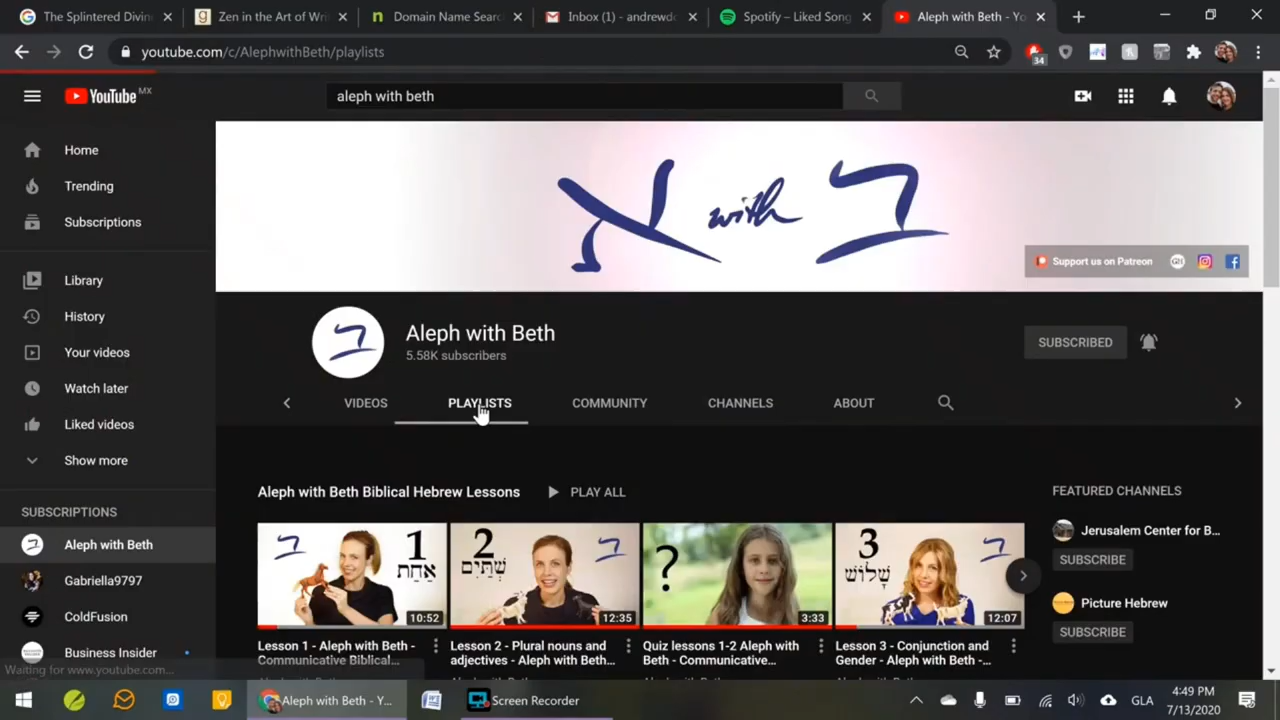 The Splintered Divin
Zen in the Art of Wri
Domain Name Searc
Inbox (1) - andrewdc
Spotify – Liked Song
Aleph with Beth - Yo
youtube.com/c/AlephwithBeth/playlists
34
YouTube MX
aleph with beth
Home
Trending
Subscriptions
Library
History
Your videos
Watch later
Liked videos
Show more
SUBSCRIPTIONS
Aleph with Beth
Gabriella9797
ColdFusion
Business Insider
Waiting for www.youtube.com...
א with ב
Support us on Patreon
GH
ב
Aleph with Beth
5.58K subscribers
SUBSCRIBED
VIDEOS
PLAYLISTS
COMMUNITY
CHANNELS
ABOUT
Aleph with Beth Biblical Hebrew Lessons
PLAY ALL
ב
1
אַחַת
10:52
2
שְׁתַּיִם
ב
12:35
?
3:33
3
שָׁלוֹשׁ
ב
12:07
Lesson 1 - Aleph with Beth -
Communicative Biblical...
Lesson 2 - Plural nouns and
adjectives - Aleph with Beth...
Quiz lessons 1-2 Aleph with
Beth - Communicative...
Lesson 3 - Conjunction and
Gender - Aleph with Beth -...
FEATURED CHANNELS
Jerusalem Center for B...
SUBSCRIBE
Picture Hebrew
SUBSCRIBE
Aleph with Beth - Y...
Screen Recorder
GLA
4:49 PM
7/13/2020